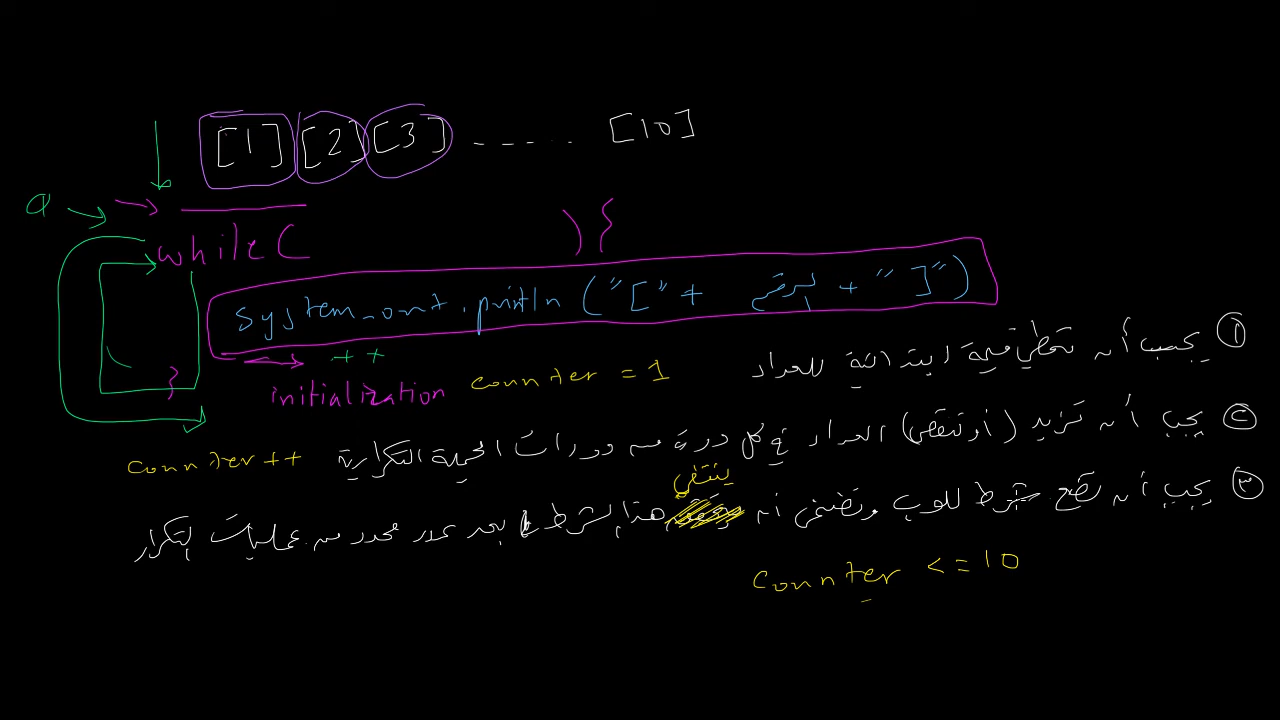 [1] [2] [3] ------ [10]
while( ){
System.out.println("[" + الرقم + "]")
++
}
initialization counter = 1
① يجب أن تعطي قيمة ابتدائية للعداد
② يجب أن تزيد (أو تنقص) العداد في كل دورة من دورات الجملة التكرارية counter++
③ يجب أن تضع شرط للوب وتضمن أن ينتفي هذا الشرط بعد عدد محدد من عمليات التكرار
counter <=10